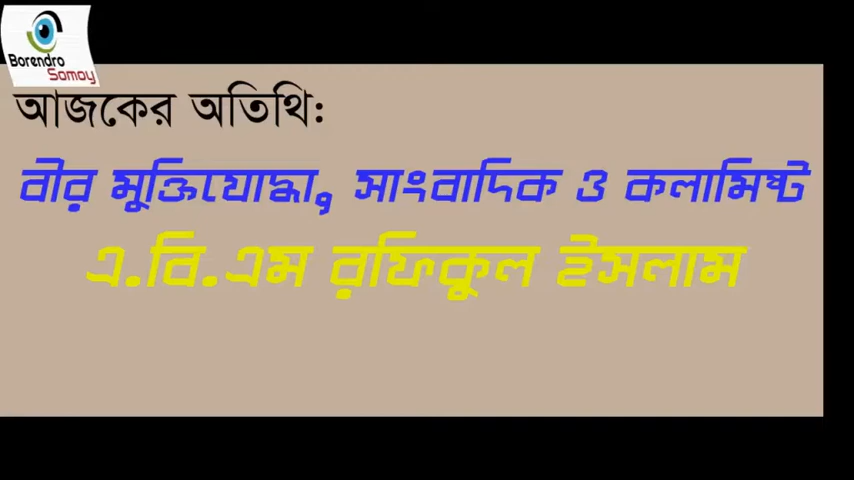 Borendro
Somoy
আজকের অতিথি:
বীর মুক্তিযোদ্ধা, সাংবাদিক ও কলামিষ্ট
এ.বি.এম রফিকুল ইসলাম